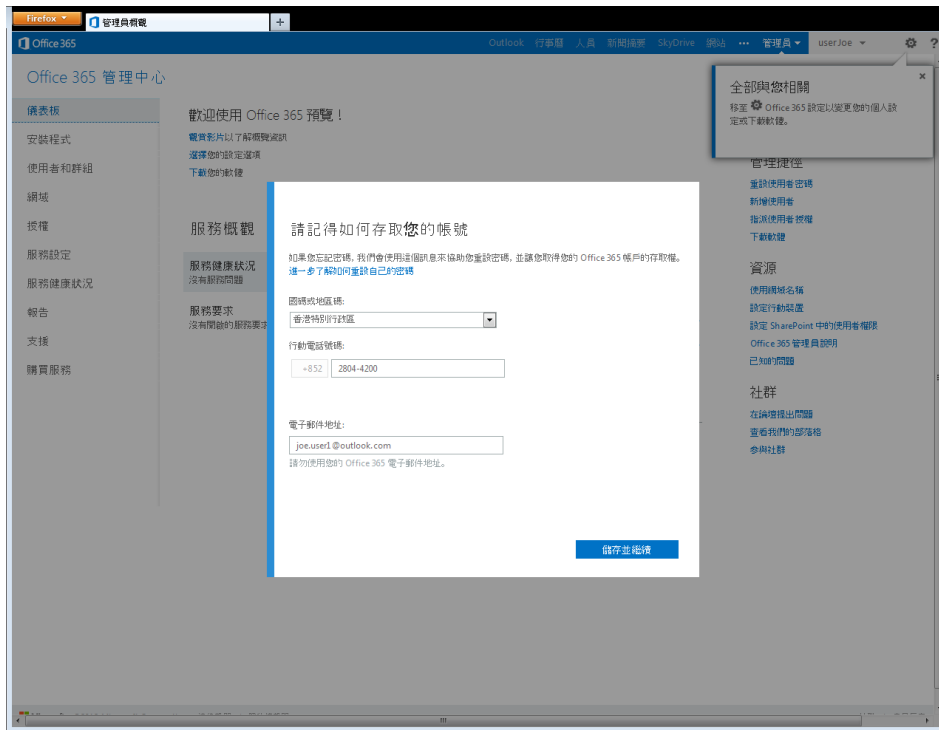 Firefox
管理員概觀
+
Office 365
Outlook 行事曆 人員 新聞摘要 SkyDrive 網站 ··· 管理員 userJoe ?
Office 365 管理中心
儀表板
安裝程式
使用者和群組
網域
授權
服務設定
服務健康狀況
報告
支援
購買服務
歡迎使用 Office 365 預覽！
觀賞影片以了解概覽資訊
選擇您的設定選項
下載您的軟體
服務概觀
服務健康狀況
沒有服務問題
服務要求
沒有開啟的服務要求
全部與您相關
×
移至 Office 365 設定以變更您的個人設
定或下載軟體。
管理捷徑
重設使用者密碼
新增使用者
指派使用者授權
下載軟體
資源
使用網域名稱
設定行動裝置
設定 SharePoint 中的使用者權限
Office 365 管理員說明
已知的問題
社群
在論壇提出問題
查看我們的部落格
參與社群
請記得如何存取您的帳號
如果您忘記密碼, 我們會使用這個訊息來協助您重設密碼, 並讓您取得您的 Office 365 帳戶的存取權。
進一步了解如何重設自己的密碼
國碼或地區碼:
香港特別行政區
行動電話號碼:
+852 2804-4200
電子郵件地址:
joe.user1@outlook.com
請勿使用您的 Office 365 電子郵件地址。
儲存並繼續